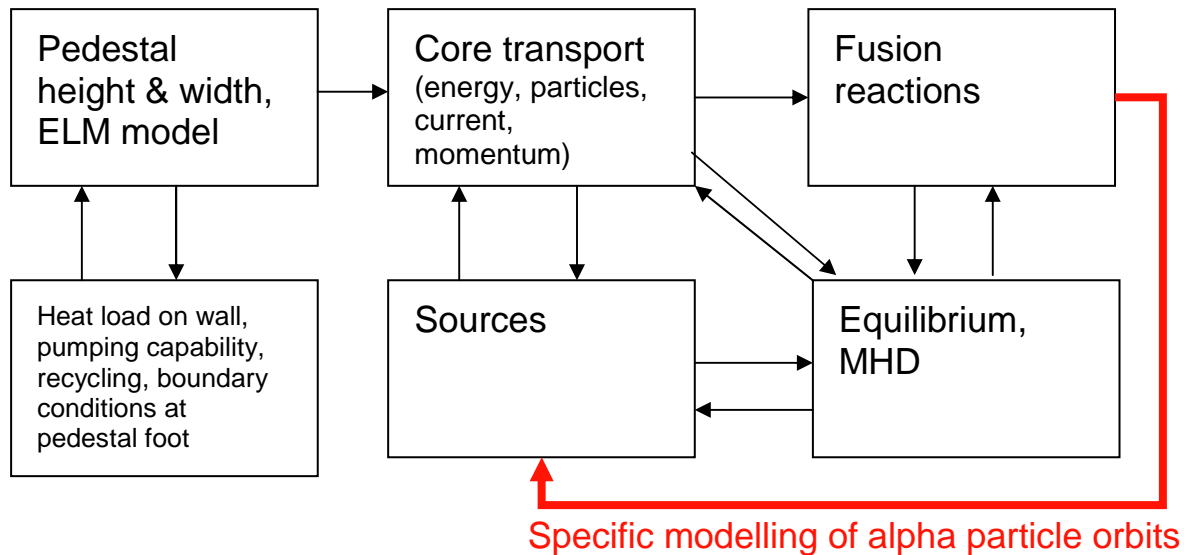 Pedestal
height & width,
ELM model
Core transport
(energy, particles,
current,
momentum)
Fusion
reactions
Heat load on wall,
pumping capability,
recycling, boundary
conditions at
pedestal foot
Sources
Equilibrium,
MHD
Specific modelling of alpha particle orbits